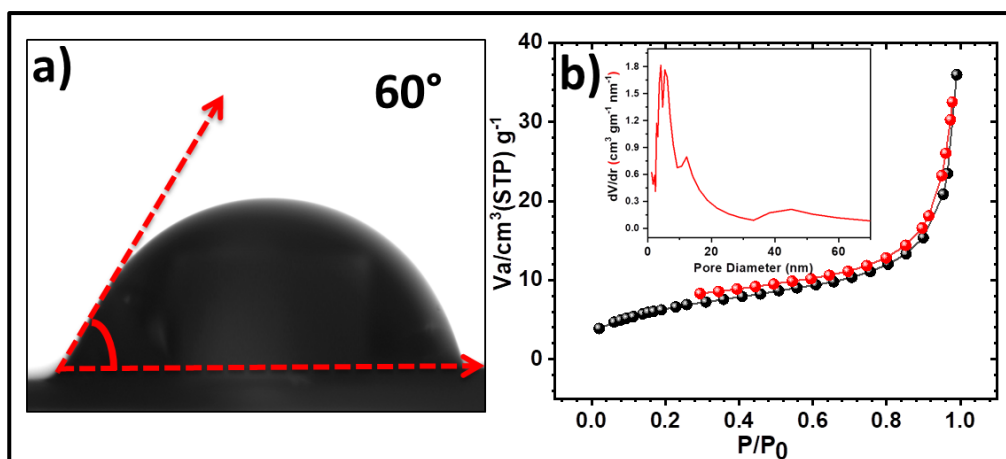 a)
60°
b)
Va/cm³(STP) g⁻¹
40
30
20
10
0
0.0 0.2 0.4 0.6 0.8 1.0
P/P₀
dV/dr (cm³ gm⁻¹ nm⁻¹)
1.8
1.5
1.2
0.9
0.6
0.3
0.0
0 20 40 60
Pore Diameter (nm)